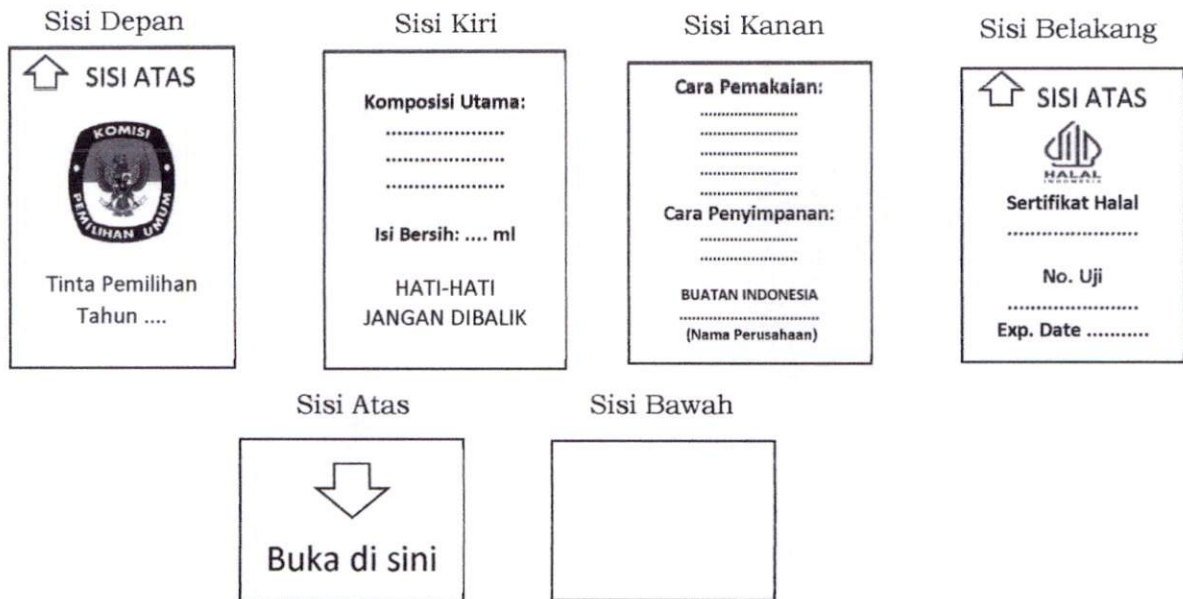 Sisi Depan
SISI ATAS
KOMISI
PEMILIHAN UMUM
Tinta Pemilihan
Tahun ....
Sisi Kiri
Komposisi Utama:
.....................
.....................
.....................
Isi Bersih: .... ml
HATI-HATI
JANGAN DIBALIK
Sisi Kanan
Cara Pemakaian:
.......................
.......................
.......................
.......................
.......................
Cara Penyimpanan:
.......................
.......................
BUATAN INDONESIA
.................................
(Nama Perusahaan)
Sisi Belakang
SISI ATAS
HALAL
INDONESIA
Sertifikat Halal
.......................
No. Uji
.......................
Exp. Date ...........
Sisi Atas
Buka di sini
Sisi Bawah